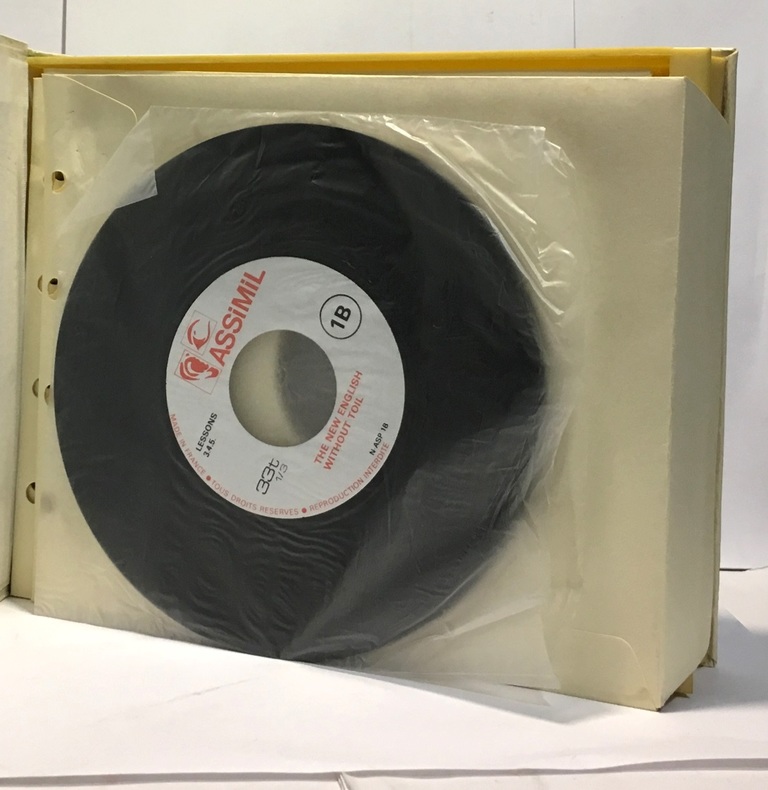 ASSiMiL
1B
LESSONS
3.4.5.
THE NEW ENGLISH
WITHOUT TOIL
33t
1/3
N ASP 1B
MADE IN FRANCE ● TOUS DROITS RESERVES ● REPRODUCTION INTERDITE